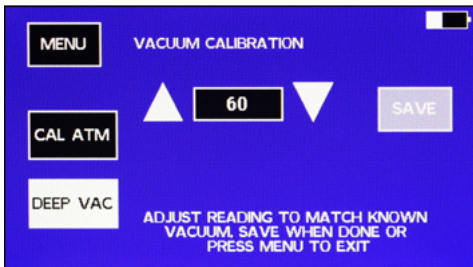 MENU
VACUUM CALIBRATION
60
SAVE
CAL ATM
DEEP VAC
ADJUST READING TO MATCH KNOWN
VACUUM. SAVE WHEN DONE OR
PRESS MENU TO EXIT